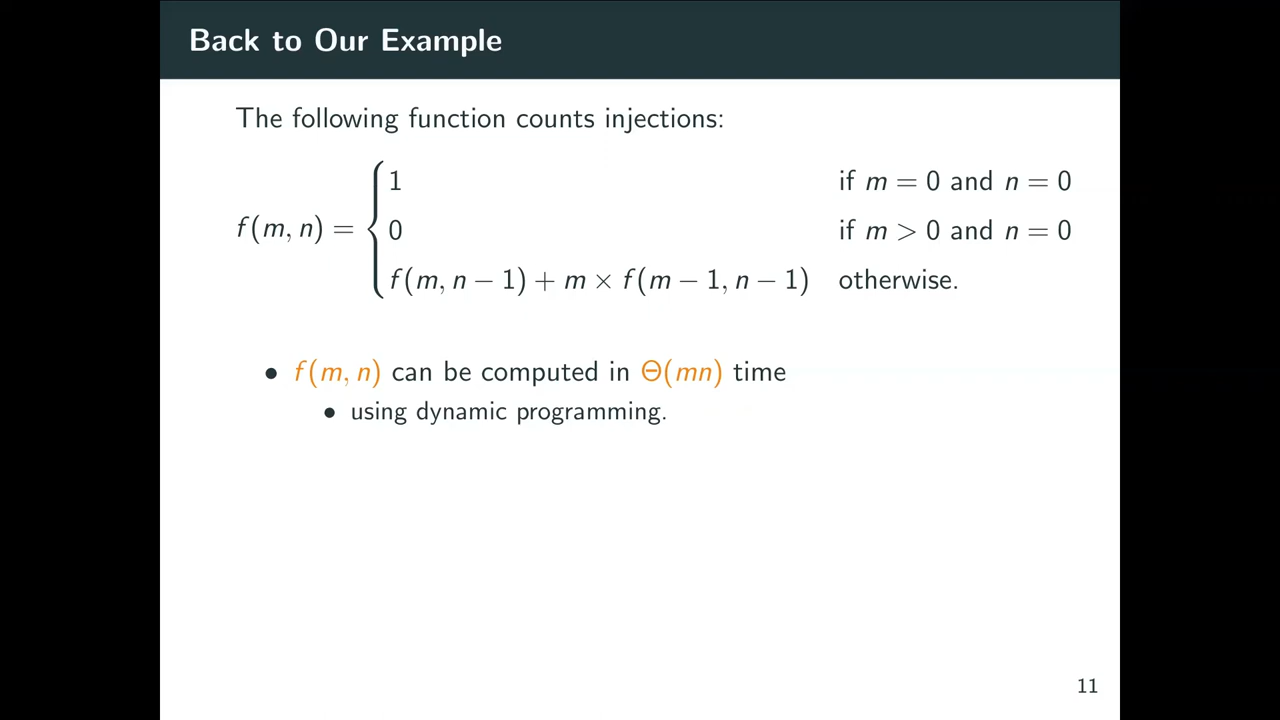 Back to Our Example
The following function counts injections:
1 if m = 0 and n = 0
f(m, n) = { 0 if m > 0 and n = 0
f(m, n − 1) + m × f(m − 1, n − 1) otherwise.
• f(m, n) can be computed in Θ(mn) time
• using dynamic programming.
11